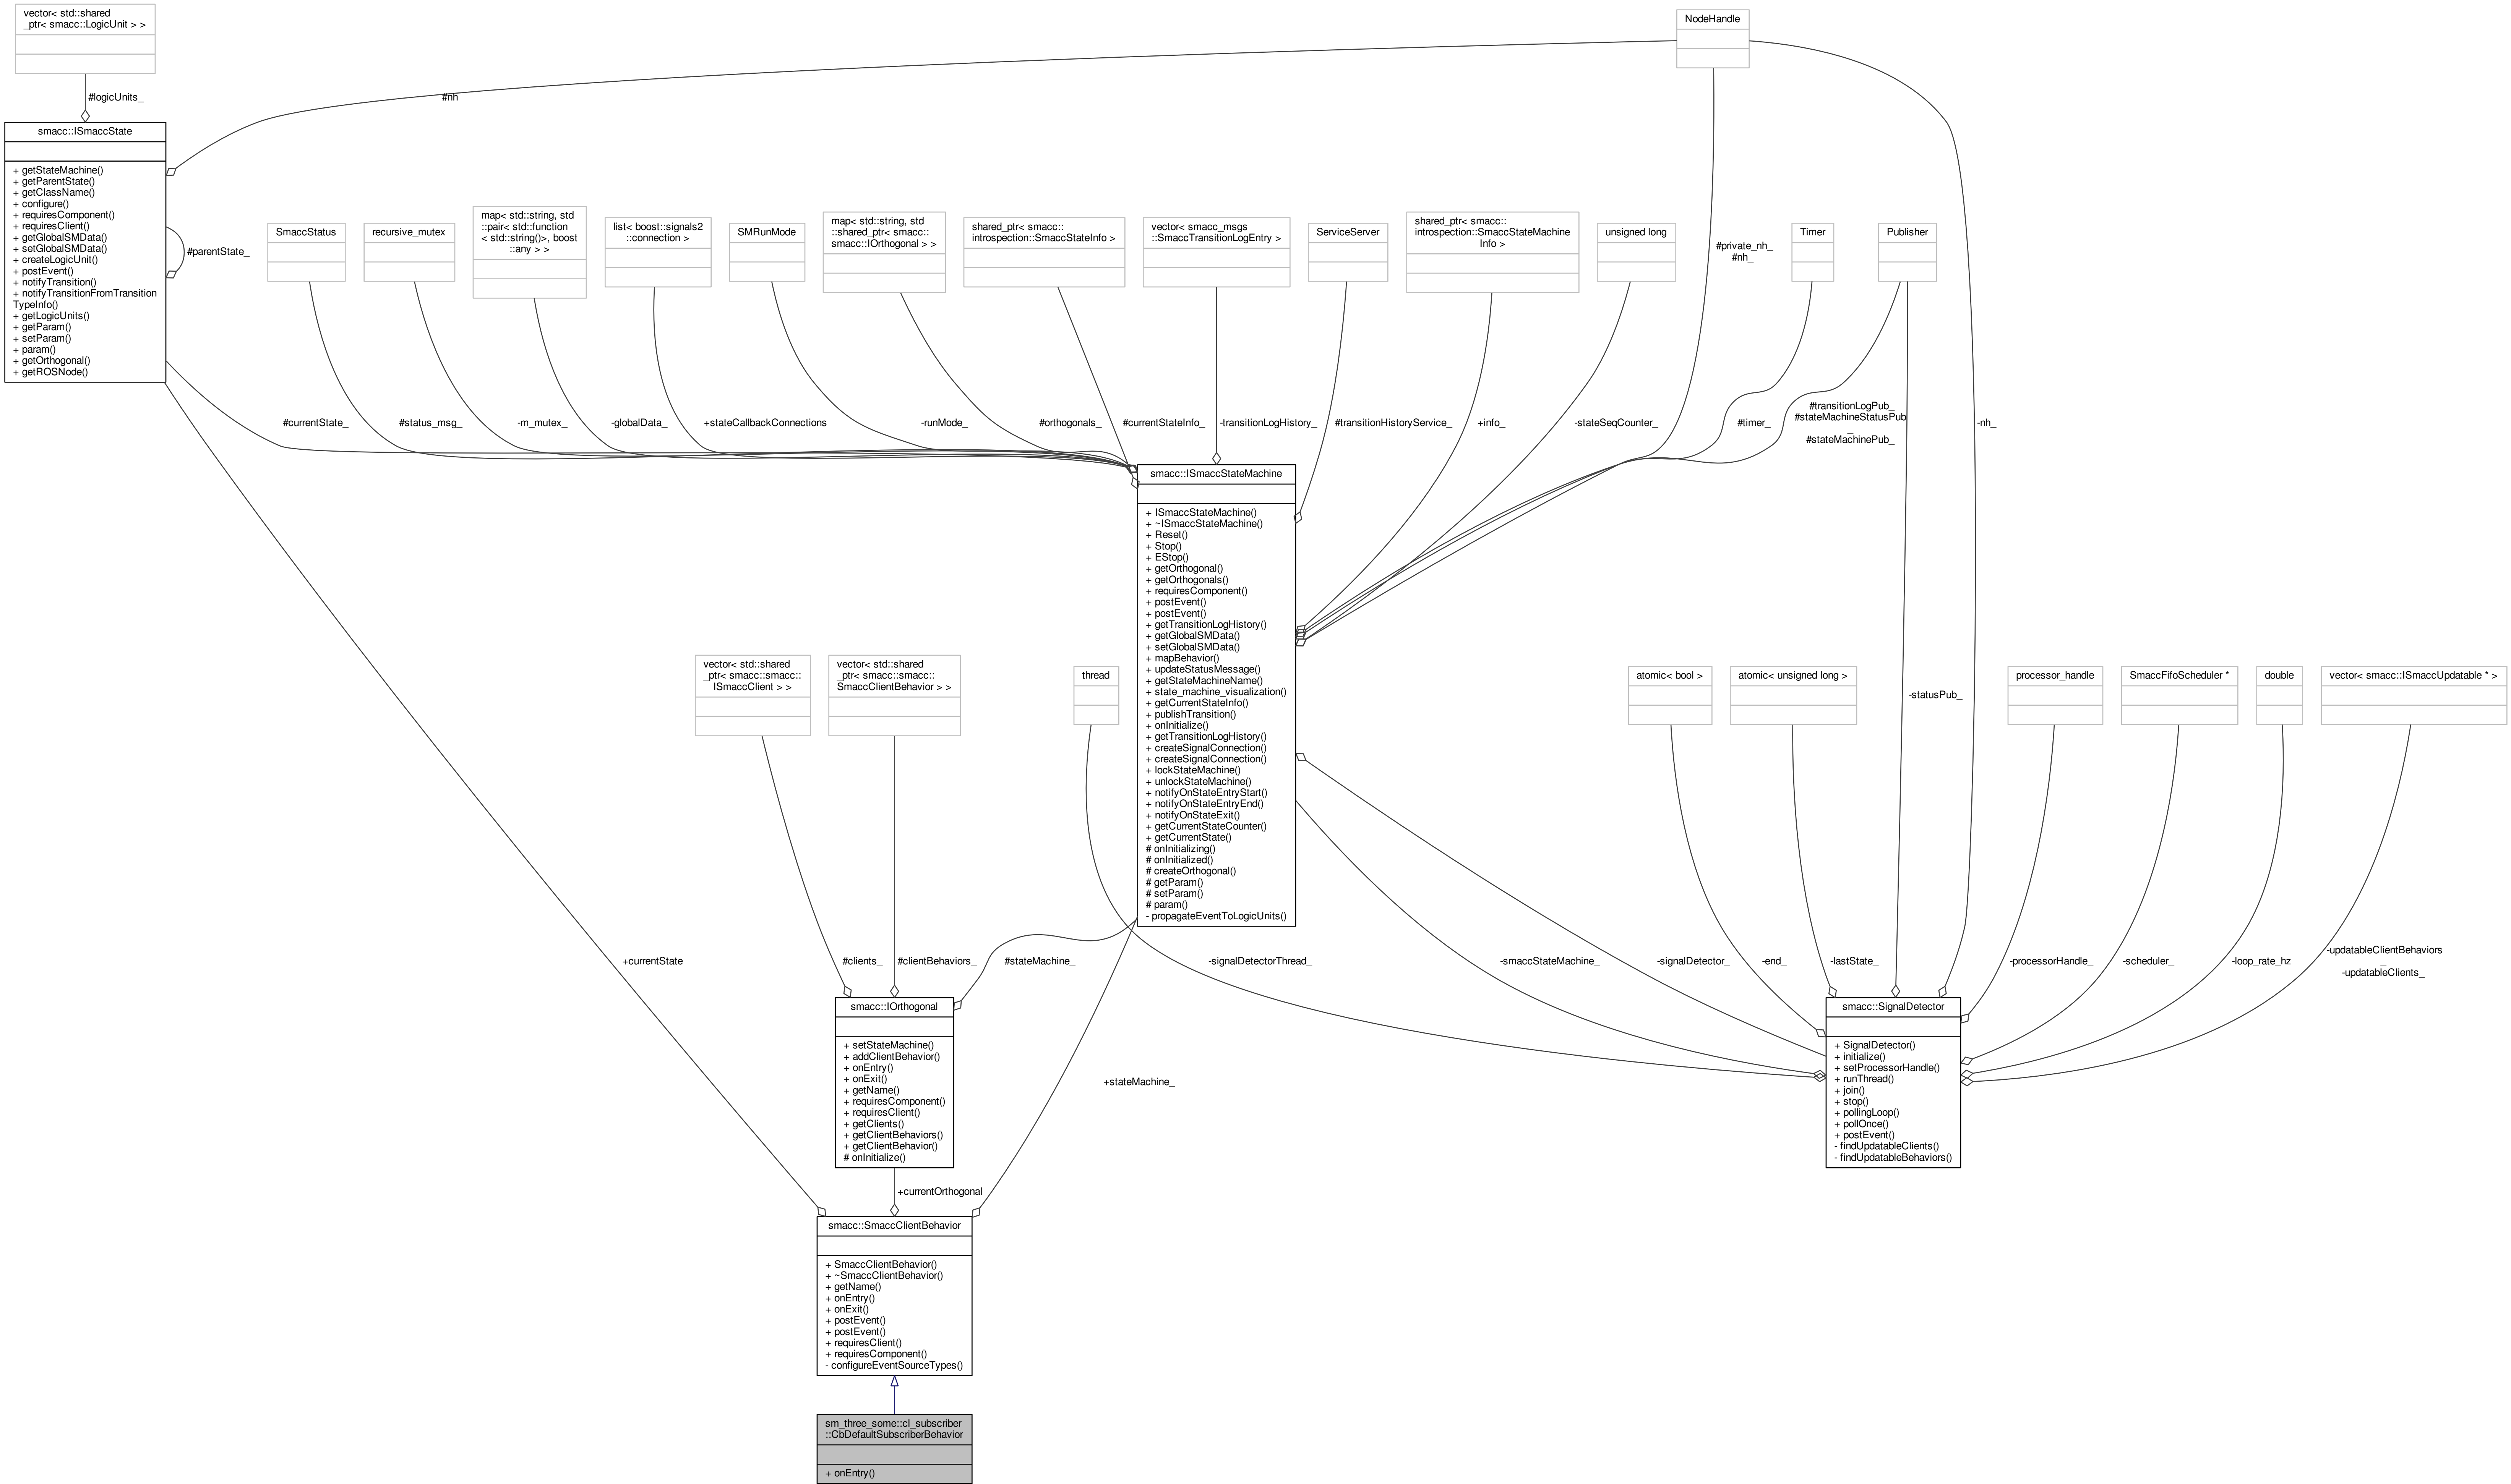 vector< std::shared
_ptr< smacc::LogicUnit > >
NodeHandle
#logicUnits_
#nh
smacc::ISmaccState
+ getStateMachine()
+ getParentState()
+ getClassName()
+ configure()
+ requiresComponent()
+ requiresClient()
+ getGlobalSMData()
+ setGlobalSMData()
+ createLogicUnit()
+ postEvent()
+ notifyTransition()
+ notifyTransitionFromTransition
TypeInfo()
+ getLogicUnits()
+ getParam()
+ setParam()
+ param()
+ getOrthogonal()
+ getROSNode()
#parentState_
SmaccStatus
recursive_mutex
map< std::string, std
::pair< std::function
< std::string()>, boost
::any > >
list< boost::signals2
::connection >
SMRunMode
map< std::string, std
::shared_ptr< smacc::
smacc::IOrthogonal > >
shared_ptr< smacc::
introspection::SmaccStateInfo >
vector< smacc_msgs
::SmaccTransitionLogEntry >
ServiceServer
shared_ptr< smacc::
introspection::SmaccStateMachine
Info >
unsigned long
#private_nh_
#nh_
Timer
Publisher
#currentState_
#status_msg_
-m_mutex_
-globalData_
+stateCallbackConnections
-runMode_
#orthogonals_
#currentStateInfo_
-transitionLogHistory_
#transitionHistoryService_
+info_
-stateSeqCounter_
#timer_
#transitionLogPub_
#stateMachineStatusPub
_
#stateMachinePub_
-nh_
smacc::ISmaccStateMachine
+ ISmaccStateMachine()
+ ~ISmaccStateMachine()
+ Reset()
+ Stop()
+ EStop()
+ getOrthogonal()
+ getOrthogonals()
+ requiresComponent()
+ postEvent()
+ postEvent()
+ getTransitionLogHistory()
+ getGlobalSMData()
+ setGlobalSMData()
+ mapBehavior()
+ updateStatusMessage()
+ getStateMachineName()
+ state_machine_visualization()
+ getCurrentStateInfo()
+ publishTransition()
+ onInitialize()
+ getTransitionLogHistory()
+ createSignalConnection()
+ createSignalConnection()
+ lockStateMachine()
+ unlockStateMachine()
+ notifyOnStateEntryStart()
+ notifyOnStateEntryEnd()
+ notifyOnStateExit()
+ getCurrentStateCounter()
+ getCurrentState()
# onInitializing()
# onInitialized()
# createOrthogonal()
# getParam()
# setParam()
# param()
- propagateEventToLogicUnits()
vector< std::shared
_ptr< smacc::smacc::
ISmaccClient > >
vector< std::shared
_ptr< smacc::smacc::
SmaccClientBehavior > >
thread
atomic< bool >
atomic< unsigned long >
-statusPub_
processor_handle
SmaccFifoScheduler *
double
vector< smacc::ISmaccUpdatable * >
+currentState
#clients_
#clientBehaviors_
#stateMachine_
-signalDetectorThread_
-smaccStateMachine_
-signalDetector_
-end_
-lastState_
-processorHandle_
-scheduler_
-loop_rate_hz
-updatableClientBehaviors
_
-updatableClients_
smacc::IOrthogonal
+ setStateMachine()
+ addClientBehavior()
+ onEntry()
+ onExit()
+ getName()
+ requiresComponent()
+ requiresClient()
+ getClients()
+ getClientBehaviors()
+ getClientBehavior()
# onInitialize()
+stateMachine_
smacc::SignalDetector
+ SignalDetector()
+ initialize()
+ setProcessorHandle()
+ runThread()
+ join()
+ stop()
+ pollingLoop()
+ pollOnce()
+ postEvent()
- findUpdatableClients()
- findUpdatableBehaviors()
+currentOrthogonal
smacc::SmaccClientBehavior
+ SmaccClientBehavior()
+ ~SmaccClientBehavior()
+ getName()
+ onEntry()
+ onExit()
+ postEvent()
+ postEvent()
+ requiresClient()
+ requiresComponent()
- configureEventSourceTypes()
sm_three_some::cl_subscriber
::CbDefaultSubscriberBehavior
+ onEntry()